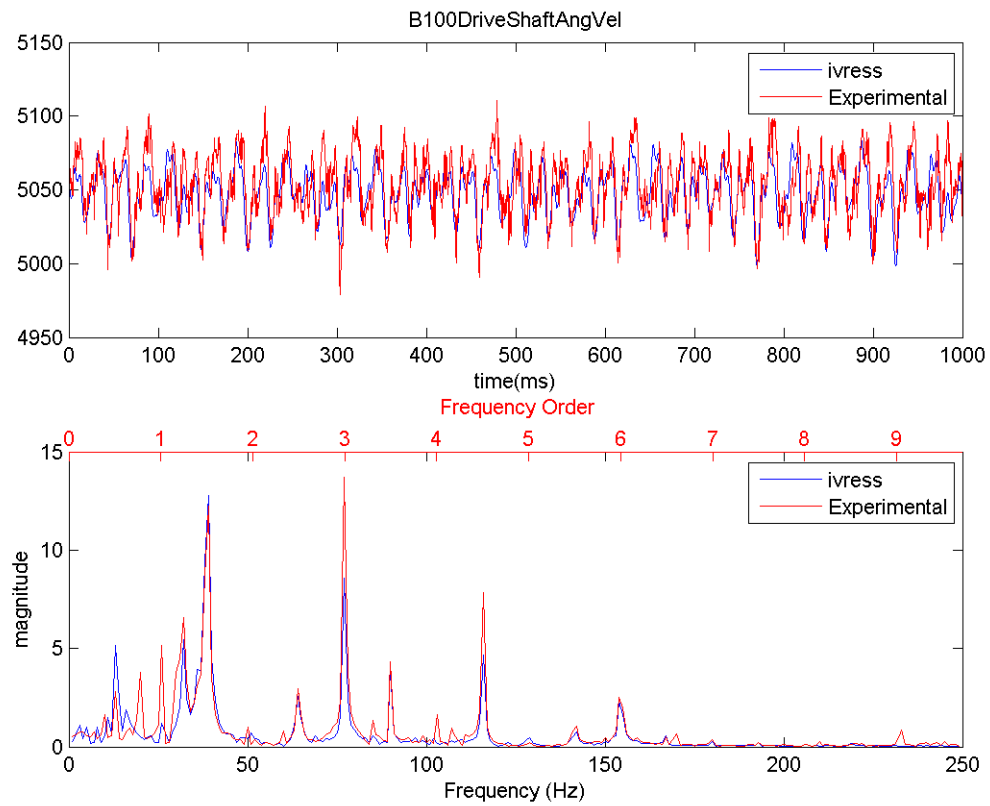 B100DriveShaftAngVel
5150
5100
5050
5000
4950
ivress
Experimental
0 100 200 300 400 500 600 700 800 900 1000
time(ms)
Frequency Order
0 1 2 3 4 5 6 7 8 9
15
10
5
0
magnitude
ivress
Experimental
0 50 100 150 200 250
Frequency (Hz)